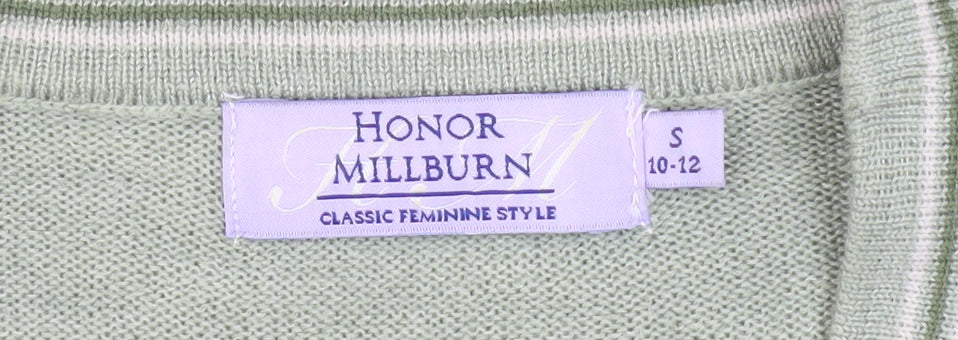 HONOR
MILLBURN
CLASSIC FEMININE STYLE
S
10-12